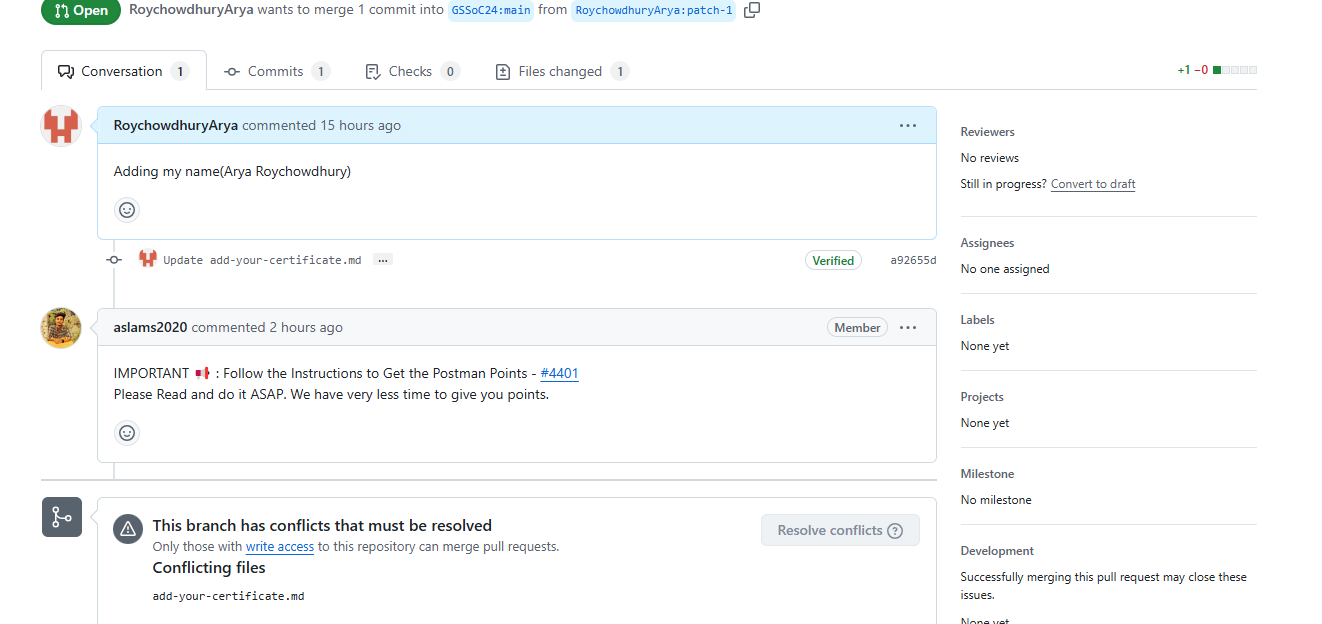 Open RoychowdhuryArya wants to merge 1 commit into GSSoC24:main from RoychowdhuryArya:patch-1
Conversation 1 Commits 1 Checks 0 Files changed 1 +1 −0
RoychowdhuryArya commented 15 hours ago ...
Adding my name(Arya Roychowdhury)
Update add-your-certificate.md ... Verified a92655d
aslams2020 commented 2 hours ago Member ...
IMPORTANT : Follow the Instructions to Get the Postman Points - #4401
Please Read and do it ASAP. We have very less time to give you points.
This branch has conflicts that must be resolved
Only those with write access to this repository can merge pull requests.
Resolve conflicts ?
Conflicting files
add-your-certificate.md
Reviewers
No reviews
Still in progress? Convert to draft
Assignees
No one assigned
Labels
None yet
Projects
None yet
Milestone
No milestone
Development
Successfully merging this pull request may close these
issues.
None yet